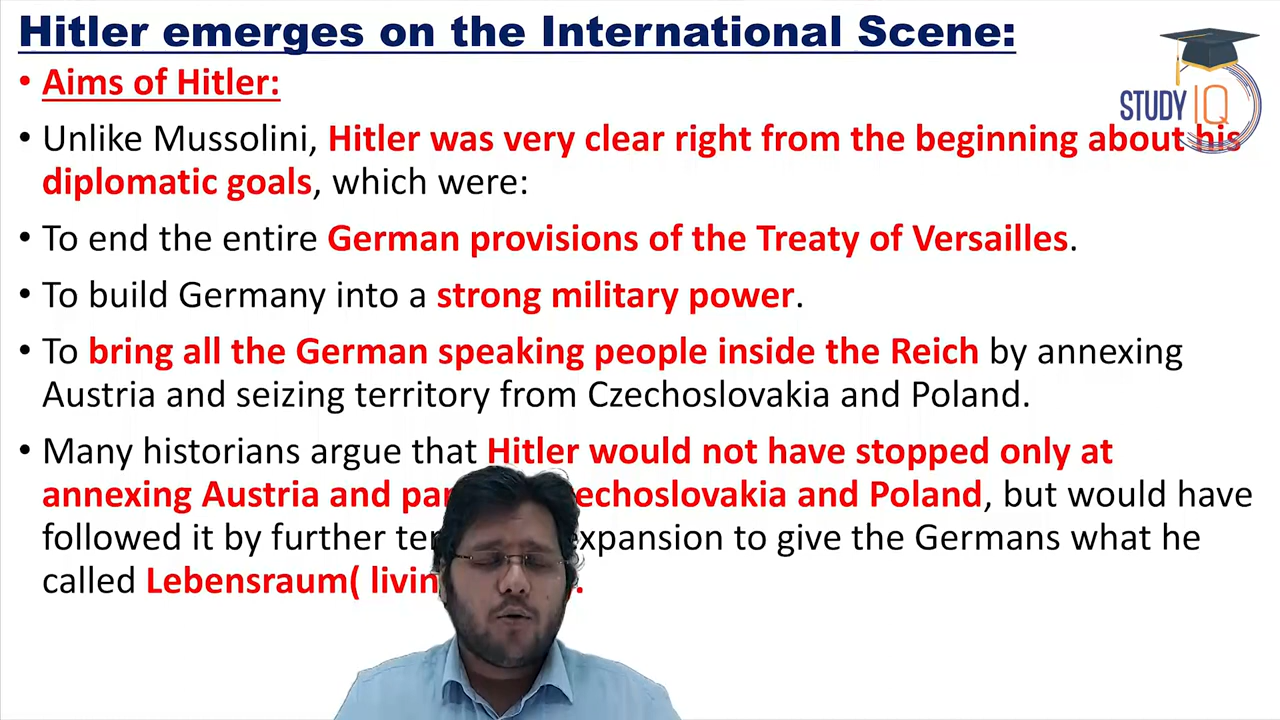 Hitler emerges on the International Scene:
• Aims of Hitler:
STUDY IQ
• Unlike Mussolini, Hitler was very clear right from the beginning about his
diplomatic goals, which were:
• To end the entire German provisions of the Treaty of Versailles.
• To build Germany into a strong military power.
• To bring all the German speaking people inside the Reich by annexing
Austria and seizing territory from Czechoslovakia and Poland.
• Many historians argue that Hitler would not have stopped only at
annexing Austria and and Poland, but would have
followed it by further to give the Germans what he
called Lebensraum(